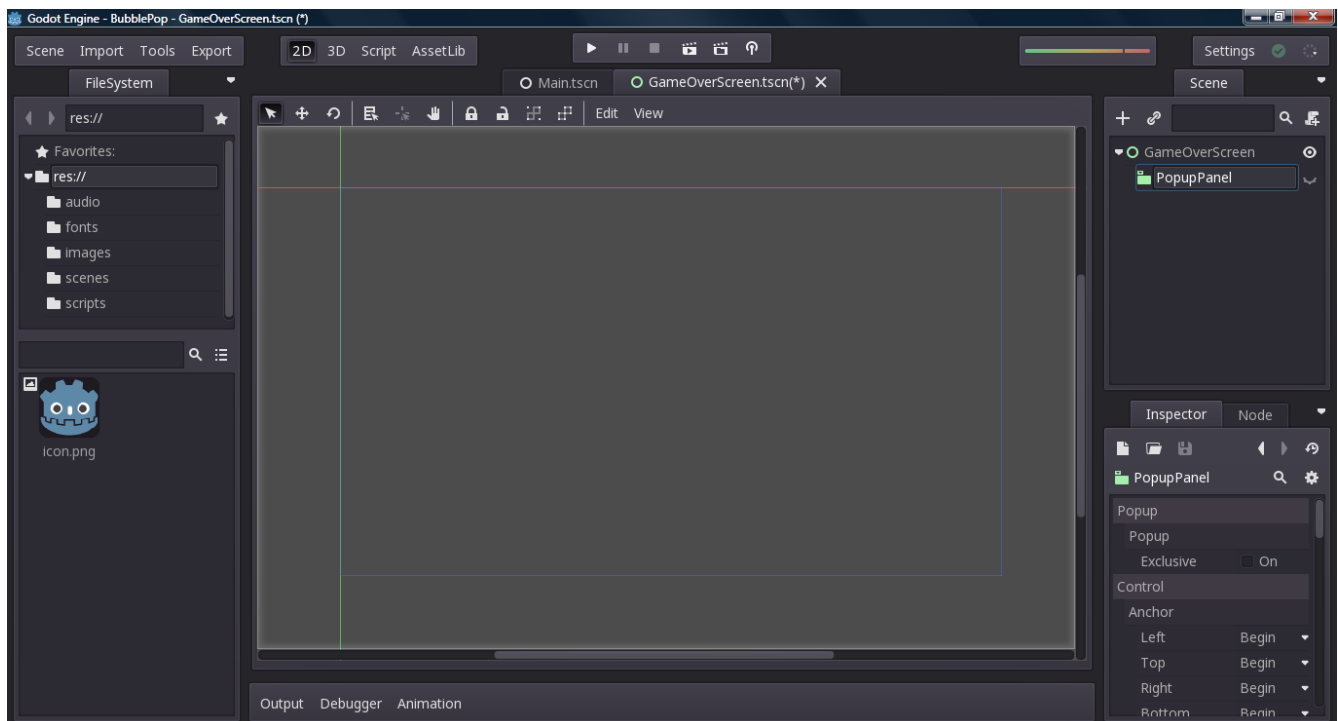 Godot Engine - BubblePop - GameOverScreen.tscn (*)
Scene Import Tools Export
2D 3D Script AssetLib
Settings
FileSystem
Main.tscn
GameOverScreen.tscn(*)
Scene
res://
Edit View
Favorites:
res://
audio
fonts
images
scenes
scripts
icon.png
GameOverScreen
PopupPanel
Inspector Node
PopupPanel
Popup
Popup
Exclusive On
Control
Anchor
Left Begin
Top Begin
Right Begin
Bottom Begin
Output Debugger Animation